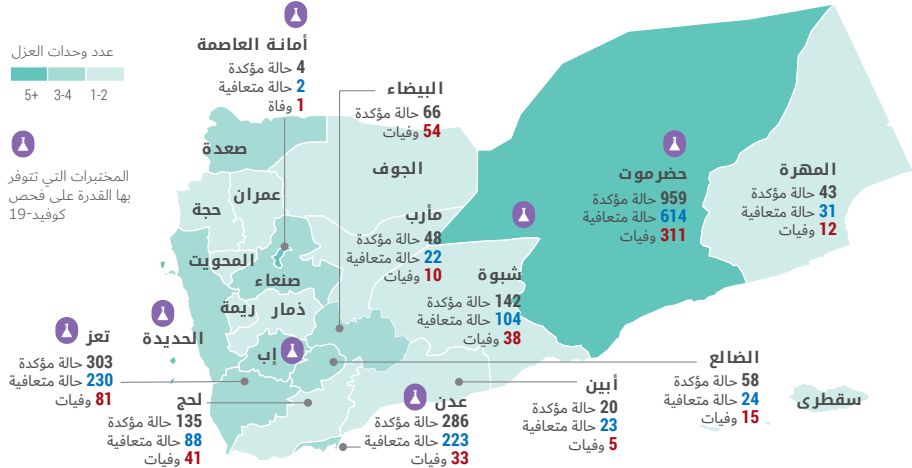 عدد وحدات العزل
5+ 3-4 1-2
المختبرات التي تتوفر
بها القدرة على فحص
كوفيد-19
أمانة العاصمة
4 حالة مؤكدة
2 حالة متعافية
1 وفاة
البيضاء
66 حالة مؤكدة
54 وفيات
صعدة
الجوف
عمران
حجة
المحويت
صنعاء
ريمة
ذمار
الحديدة
إب
مأرب
48 حالة مؤكدة
22 حالة متعافية
10 وفيات
شبوة
142 حالة مؤكدة
104 حالة متعافية
38 وفيات
حضرموت
959 حالة مؤكدة
614 حالة متعافية
311 وفيات
المهرة
43 حالة مؤكدة
31 حالة متعافية
12 وفيات
تعز
303 حالة مؤكدة
230 حالة متعافية
81 وفيات
لحج
135 حالة مؤكدة
88 حالة متعافية
41 وفيات
عدن
286 حالة مؤكدة
223 حالة متعافية
33 وفيات
أبين
20 حالة مؤكدة
23 حالة متعافية
5 وفيات
الضالع
58 حالة مؤكدة
24 حالة متعافية
15 وفيات
سقطرى